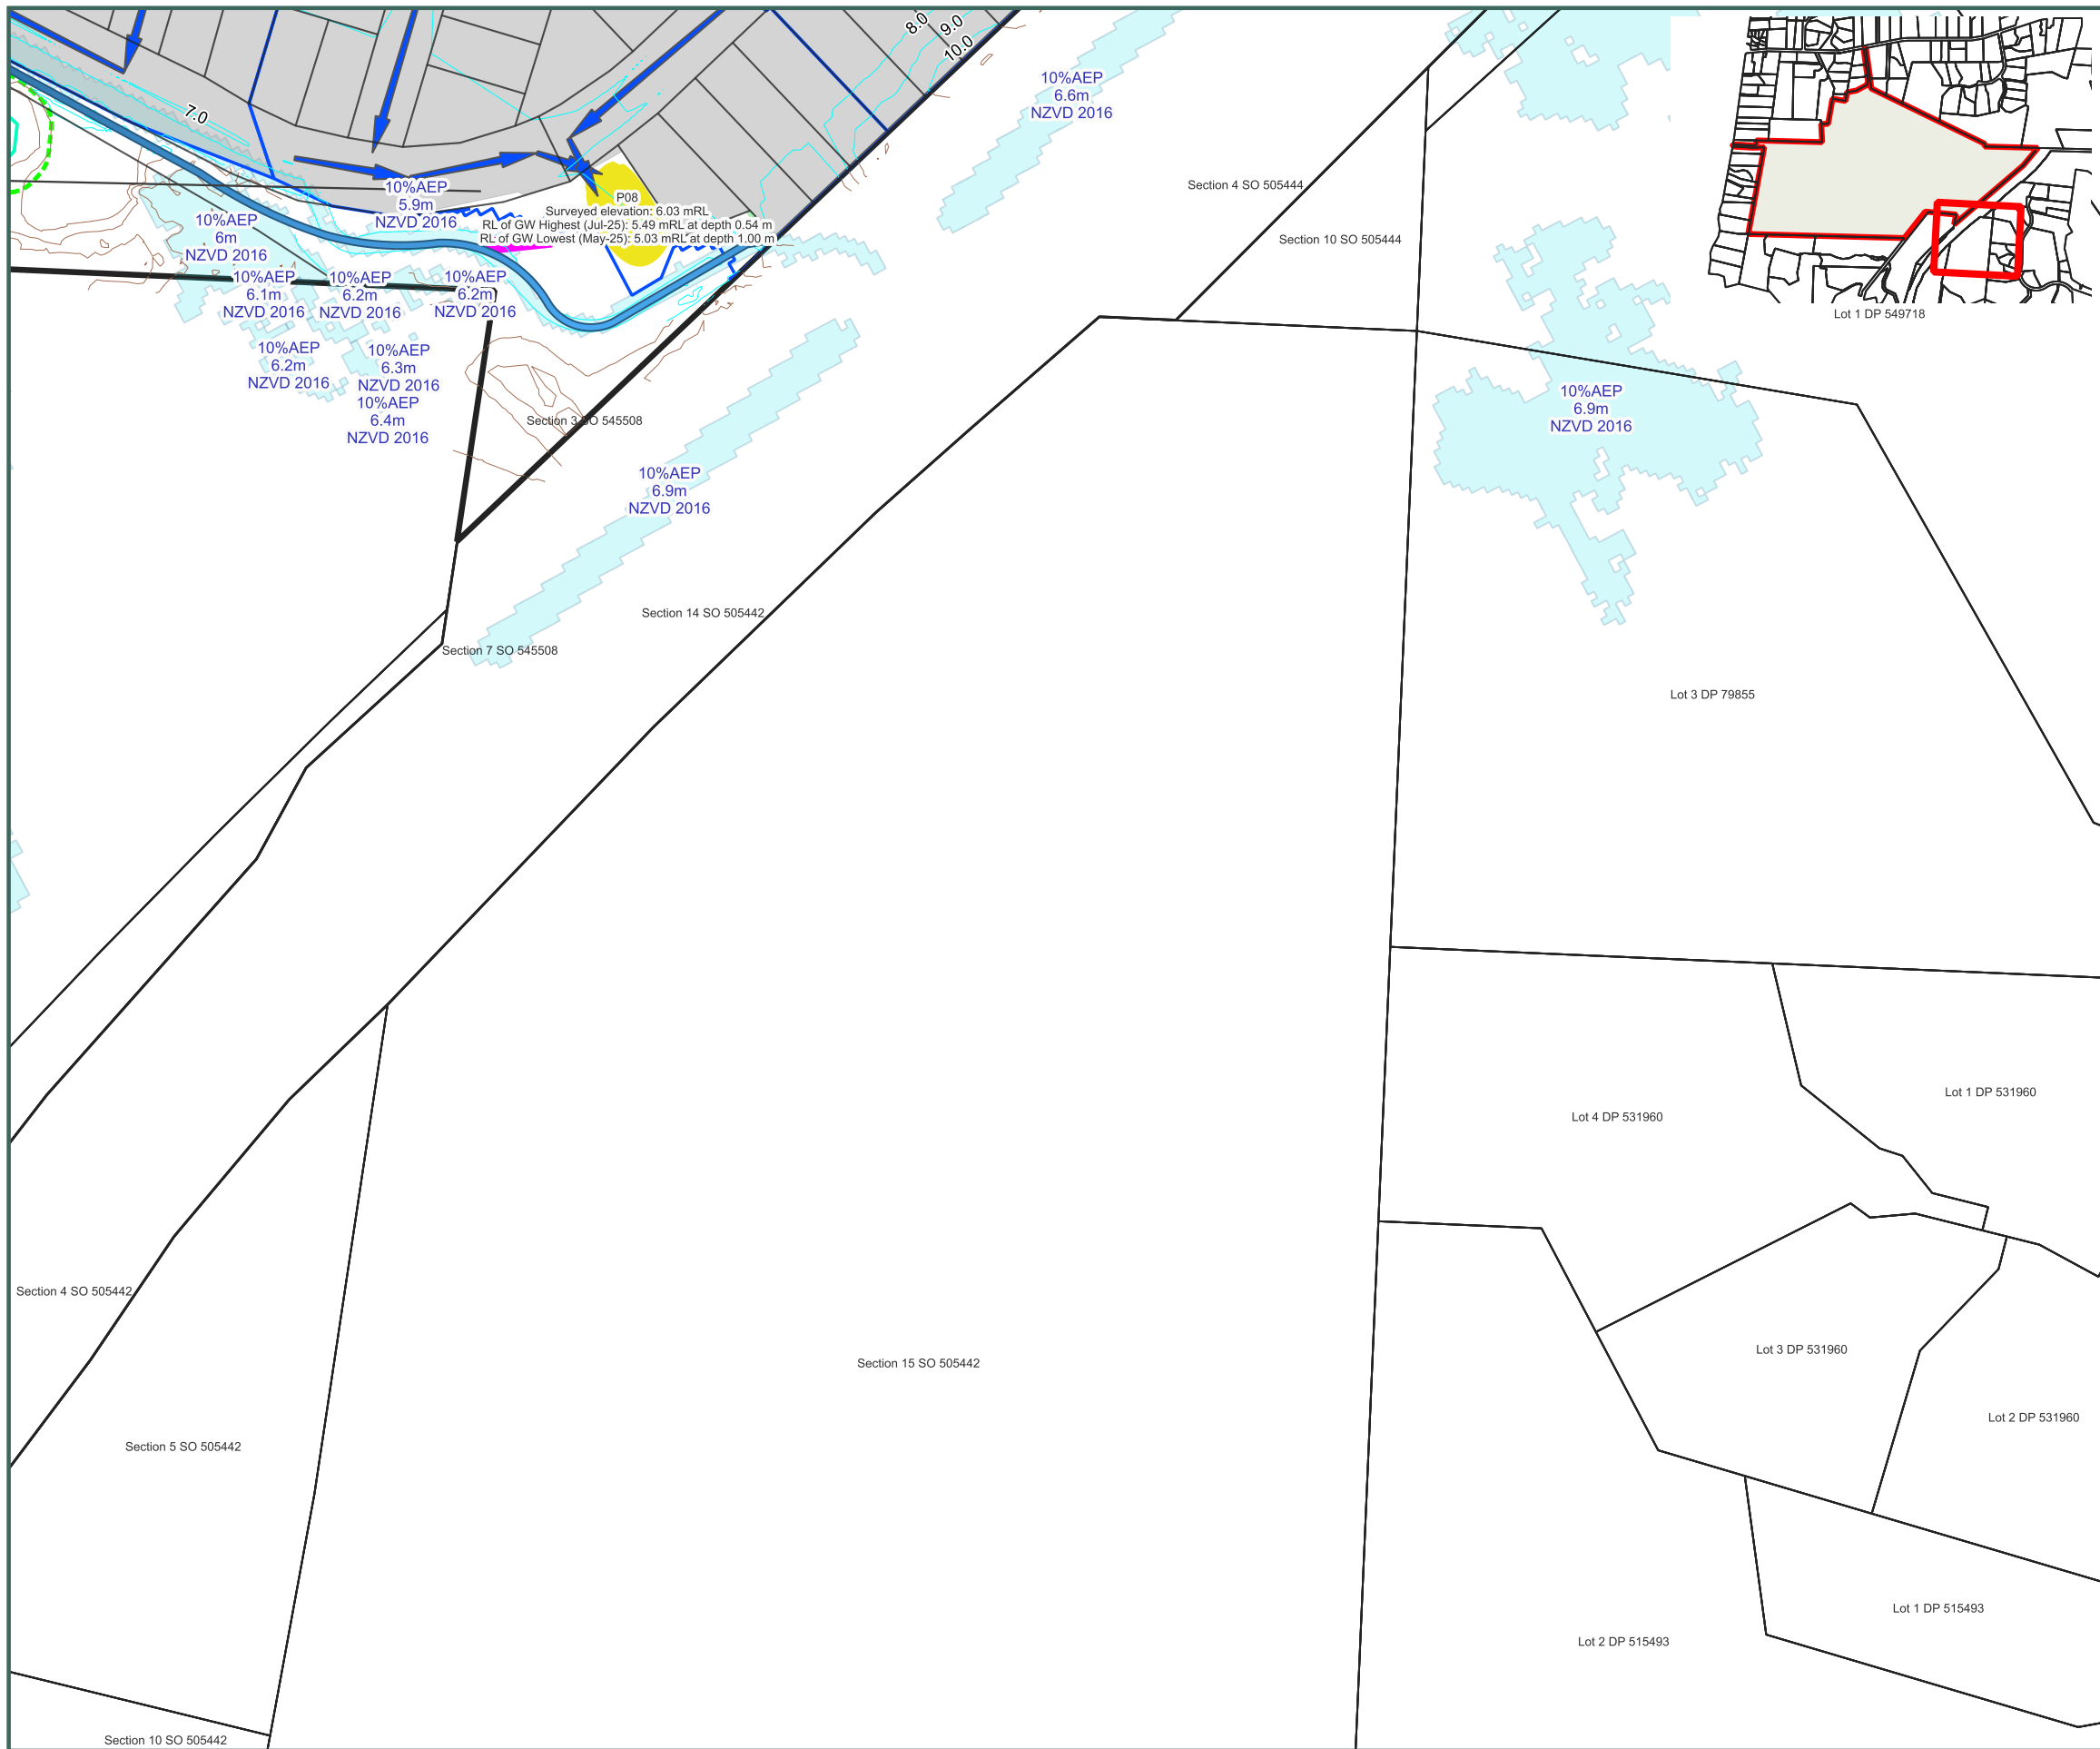 8.0
9.0
10.0
7.0
10%AEP
6.6m
NZVD 2016
Section 4 SO 505444
Section 10 SO 505444
Lot 1 DP 549718
10%AEP
5.9m
NZVD 2016
10%AEP
6m
NZVD 2016
P08
Surveyed elevation: 6.03 mRL
RL of GW Highest (Jul-25): 5.49 mRL at depth 0.54 m
RL of GW Lowest (May-25): 5.03 mRL at depth 1.00 m
10%AEP
6.1m
NZVD 2016
10%AEP
6.2m
NZVD 2016
10%AEP
6.2m
NZVD 2016
10%AEP
6.2m
NZVD 2016
10%AEP
6.3m
NZVD 2016
10%AEP
6.4m
NZVD 2016
Section 3 SO 545508
10%AEP
6.9m
NZVD 2016
10%AEP
6.9m
NZVD 2016
Section 14 SO 505442
Section 7 SO 545508
Lot 3 DP 79855
Lot 1 DP 531960
Lot 4 DP 531960
Section 4 SO 505442
Section 15 SO 505442
Lot 3 DP 531960
Lot 2 DP 531960
Section 5 SO 505442
Lot 1 DP 515493
Lot 2 DP 515493
Section 10 SO 505442